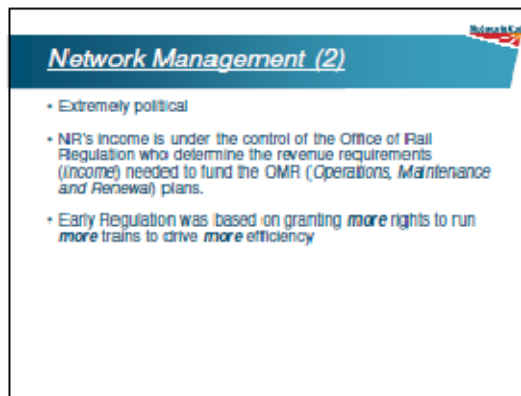 NetworkRail
Network Management (2)
• Extremely political
• NR's income is under the control of the Office of Rail
Regulation who determine the revenue requirements
(income) needed to fund the OMR (Operations, Maintenance
and Renewal) plans.
• Early Regulation was based on granting more rights to run
more trains to drive more efficiency